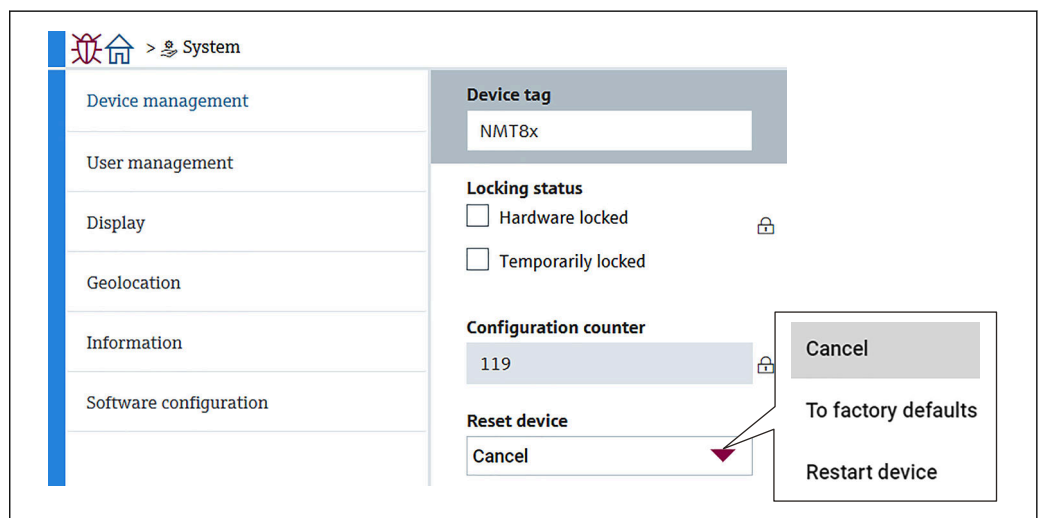 > System
Device management
User management
Display
Geolocation
Information
Software configuration
Device tag
NMT8x
Locking status
Hardware locked
Temporarily locked
Configuration counter
119
Reset device
Cancel
Cancel
To factory defaults
Restart device